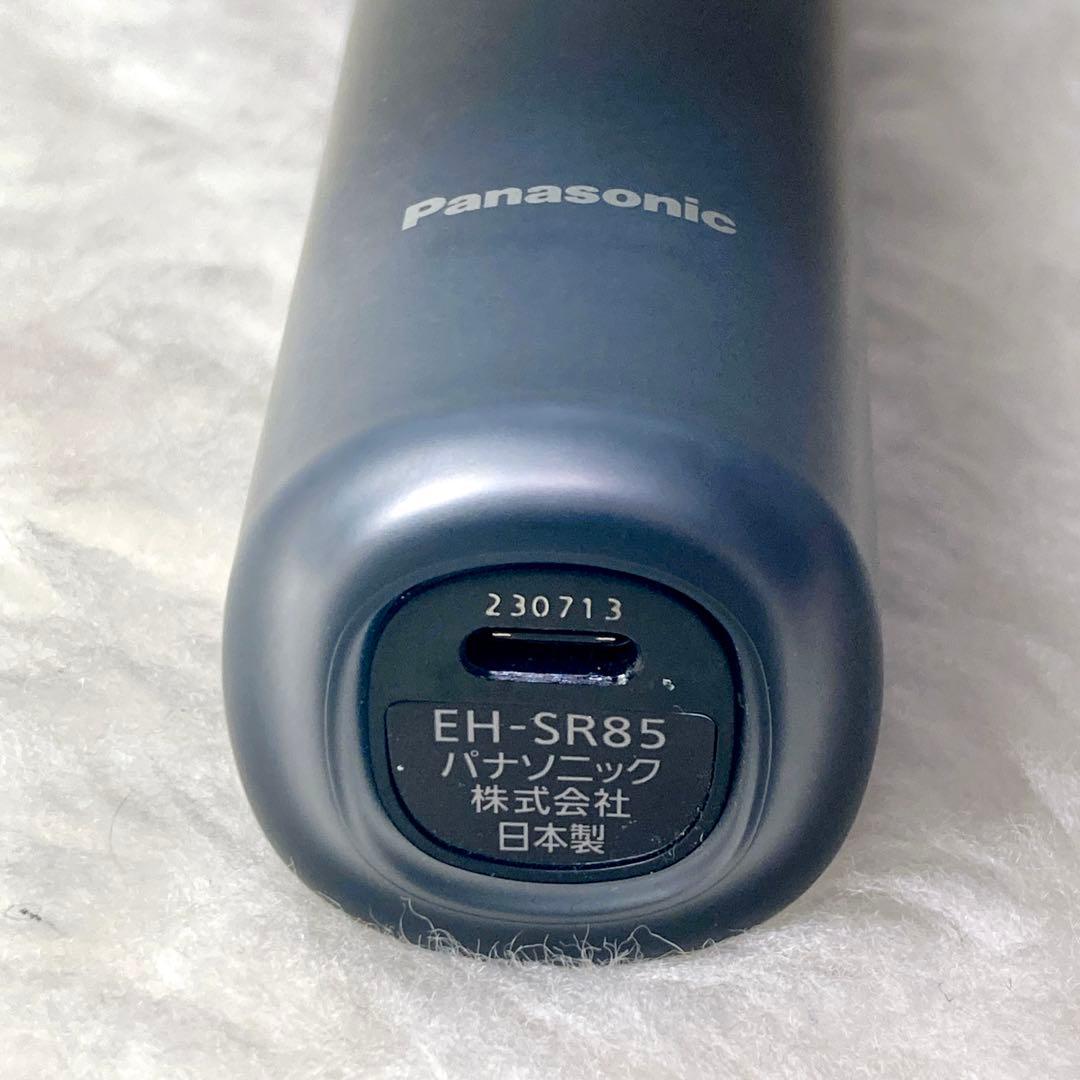 Panasonic
230713
EH-SR85
パナソニック
株式会社
日本製